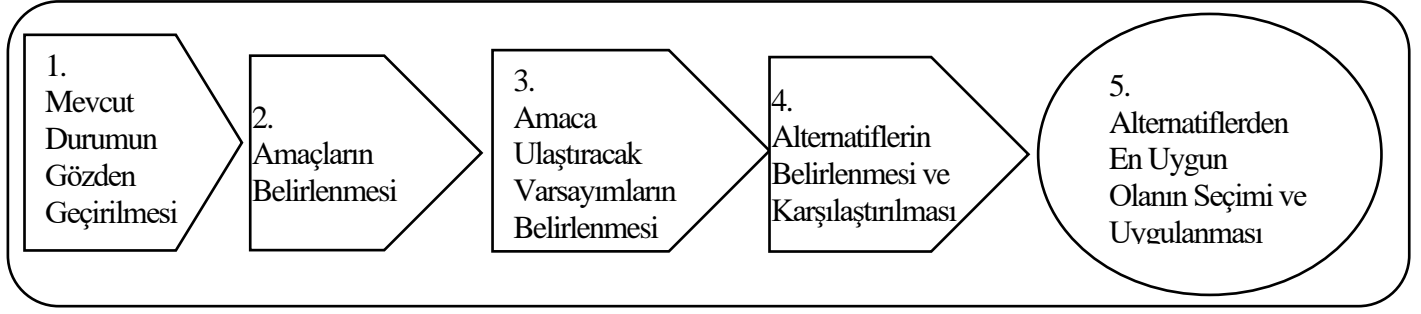 1.
Mevcut
Durumun
Gözden
Geçirilmesi
2.
Amaçların
Belirlenmesi
3.
Amaca
Ulaştıracak
Varsayımların
Belirlenmesi
4.
Alternatiflerin
Belirlenmesi ve
Karşılaştırılması
5.
Alternatiflerden
En Uygun
Olanın Seçimi ve
Uygulanması